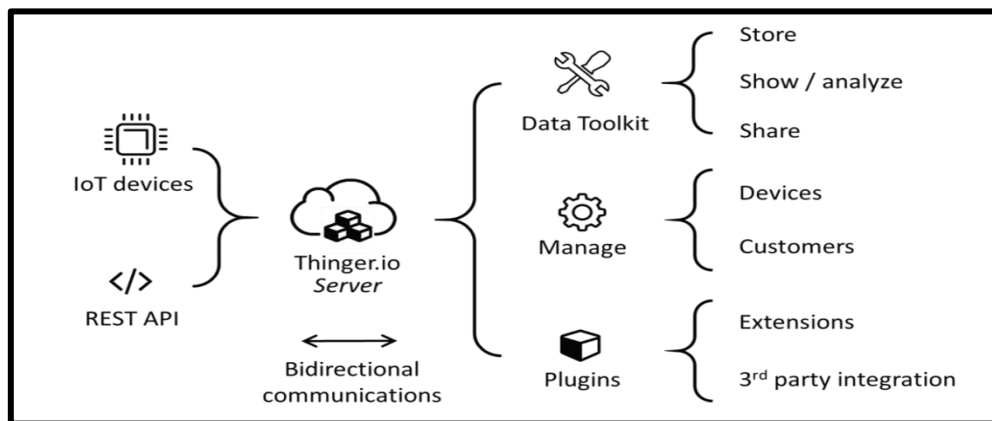 IoT devices
</>
REST API
Thinger.io
Server
Bidirectional
communications
Data Toolkit
Store
Show / analyze
Share
Manage
Devices
Customers
Plugins
Extensions
3rd party integration